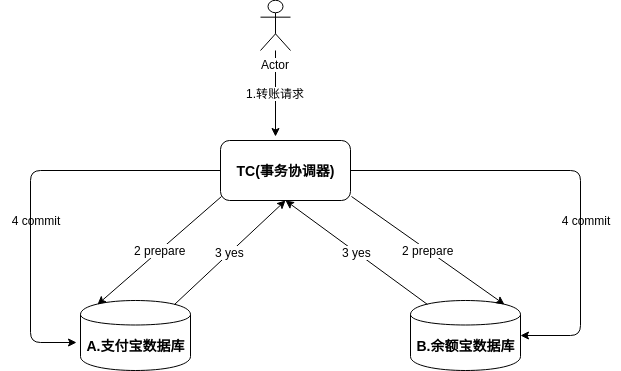 Actor
1.转账请求
TC(事务协调器)
4 commit
4 commit
2 prepare
3 yes
3 yes
2 prepare
A.支付宝数据库
B.余额宝数据库